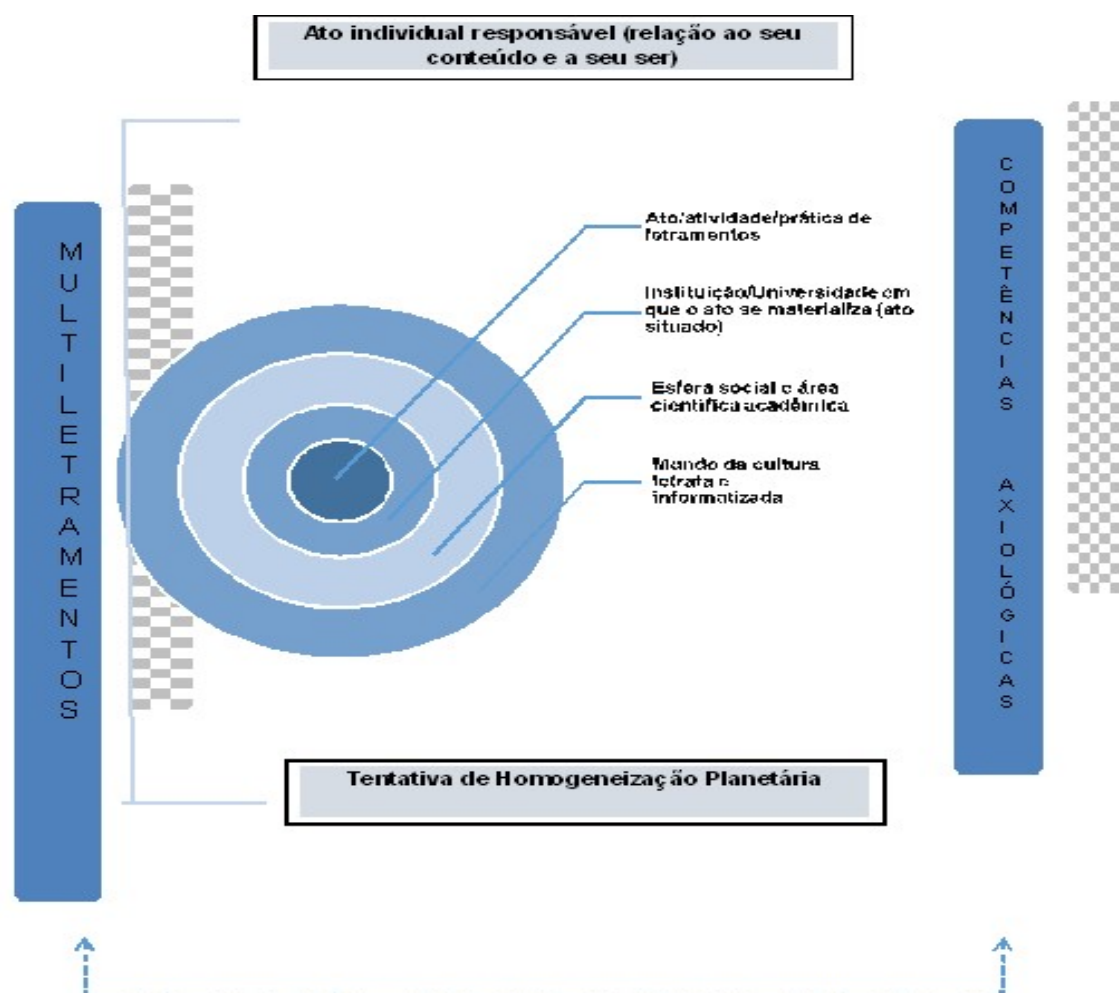 Ato individual responsável (relação ao seu
conteúdo e a seu ser)
MULTILETRAMENTOS
Ato/atividade/prática de
letramentos
Instituição/Universidade em
que o ato se materializa (ato
situado)
Esfera social e área
científica acadêmica
Mundo da cultura
letrada e
informatizada
COMPETÊNCIAS AXIOLÓGICAS
Tentativa de Homogeneização Planetária